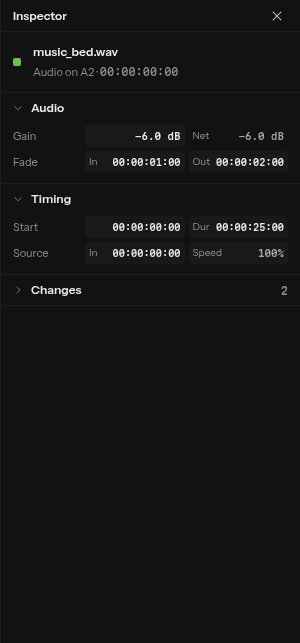 Inspector
music_bed.wav
Audio on A2·00:00:00:00
Audio
Gain -6.0 dB Net -6.0 dB
Fade In 00:00:01:00 Out 00:00:02:00
Timing
Start 00:00:00:00 Dur 00:00:25:00
Source In 00:00:00:00 Speed 100%
Changes 2